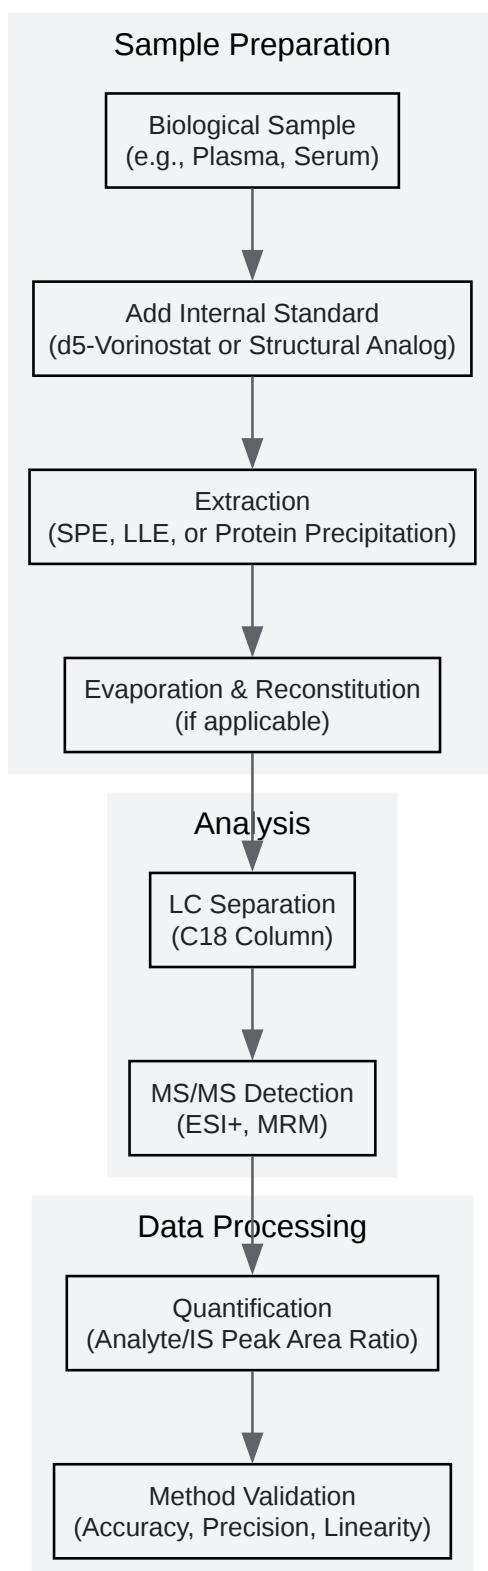 Sample Preparation
Biological Sample
(e.g., Plasma, Serum)
Add Internal Standard
(d5-Vorinostat or Structural Analog)
Extraction
(SPE, LLE, or Protein Precipitation)
Evaporation & Reconstitution
(if applicable)
Analysis
LC Separation
(C18 Column)
MS/MS Detection
(ESI+, MRM)
Data Processing
Quantification
(Analyte/IS Peak Area Ratio)
Method Validation
(Accuracy, Precision, Linearity)